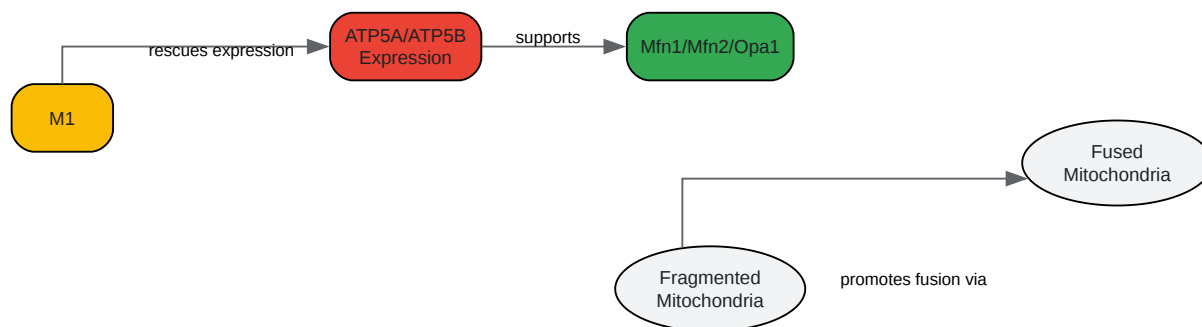 ATP5A/ATP5B
Expression
rescues expression
supports
Mfn1/Mfn2/Opa1
M1
Fused
Mitochondria
Fragmented
Mitochondria
promotes fusion via